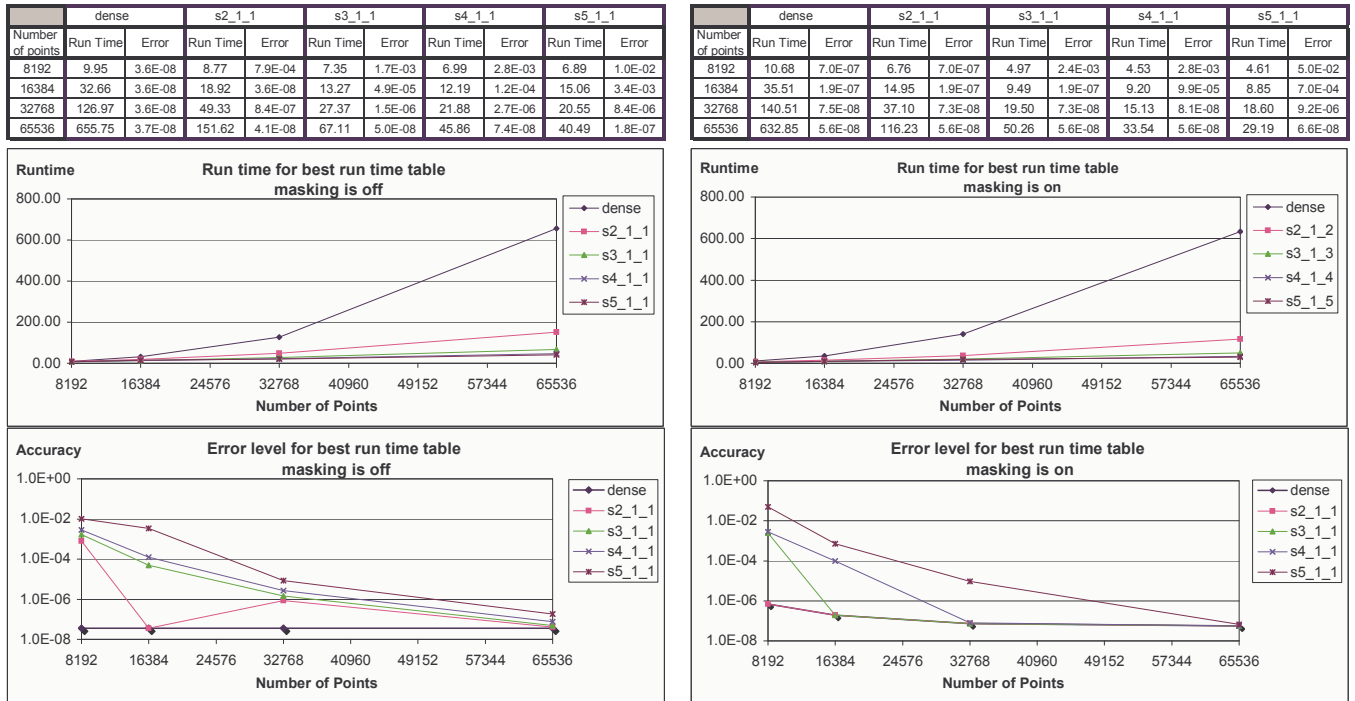 dense s2_1_1 s3_1_1 s4_1_1 s5_1_1
Number of points Run Time Error Run Time Error Run Time Error Run Time Error Run Time Error
8192 9.95 3.6E-08 8.77 7.9E-04 7.35 1.7E-03 6.99 2.8E-03 6.89 1.0E-02
16384 32.66 3.6E-08 18.92 3.6E-08 13.27 4.9E-05 12.19 1.2E-04 15.06 3.4E-03
32768 126.97 3.6E-08 49.33 8.4E-07 27.37 1.5E-06 21.88 2.7E-06 20.55 8.4E-06
65536 655.75 3.7E-08 151.62 4.1E-08 67.11 5.0E-08 45.86 7.4E-08 40.49 1.8E-07
dense s2_1_1 s3_1_1 s4_1_1 s5_1_1
Number of points Run Time Error Run Time Error Run Time Error Run Time Error Run Time Error
8192 10.68 7.0E-07 6.76 7.0E-07 4.97 2.4E-03 4.53 2.8E-03 4.61 5.0E-02
16384 35.51 1.9E-07 14.95 1.9E-07 9.49 1.9E-07 9.20 9.9E-05 8.85 7.0E-04
32768 140.51 7.5E-08 37.10 7.3E-08 19.50 7.3E-08 15.13 8.1E-08 18.60 9.2E-06
65536 632.85 5.6E-08 116.23 5.6E-08 50.26 5.6E-08 33.54 5.6E-08 29.19 6.6E-08
Runtime
Run time for best run time table
masking is off
800.00
600.00
400.00
200.00
0.00
8192 16384 24576 32768 40960 49152 57344 65536
Number of Points
dense
s2_1_1
s3_1_1
s4_1_1
s5_1_1
Runtime
Run time for best run time table
masking is on
800.00
600.00
400.00
200.00
0.00
8192 16384 24576 32768 40960 49152 57344 65536
Number of Points
dense
s2_1_2
s3_1_3
s4_1_4
s5_1_5
Accuracy
Error level for best run time table
masking is off
1.0E+00
1.0E-02
1.0E-04
1.0E-06
1.0E-08
8192 16384 24576 32768 40960 49152 57344 65536
Number of Points
dense
s2_1_1
s3_1_1
s4_1_1
s5_1_1
Accuracy
Error level for best run time table
masking is on
1.0E+00
1.0E-02
1.0E-04
1.0E-06
1.0E-08
8192 16384 24576 32768 40960 49152 57344 65536
Number of Points
dense
s2_1_1
s3_1_1
s4_1_1
s5_1_1